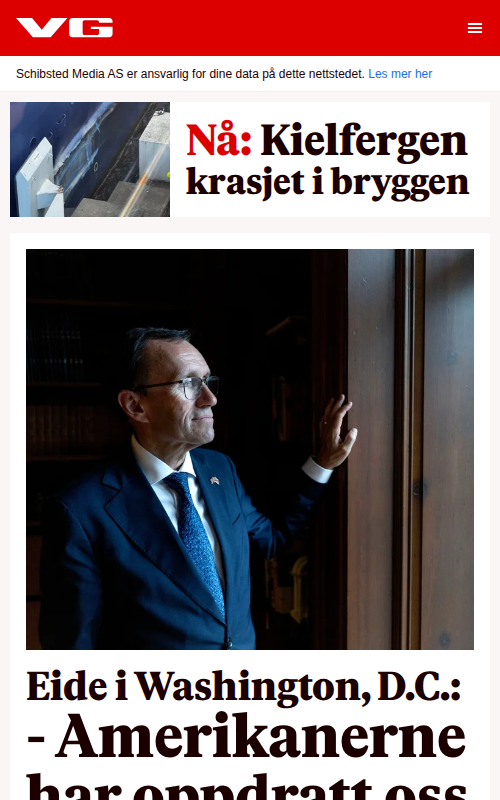 VG
Schibsted Media AS er ansvarlig for dine data på dette nettstedet. Les mer her
Nå: Kielfergen
krasjet i bryggen
Eide i Washington, D.C.:
- Amerikanerne
har oppdratt oss